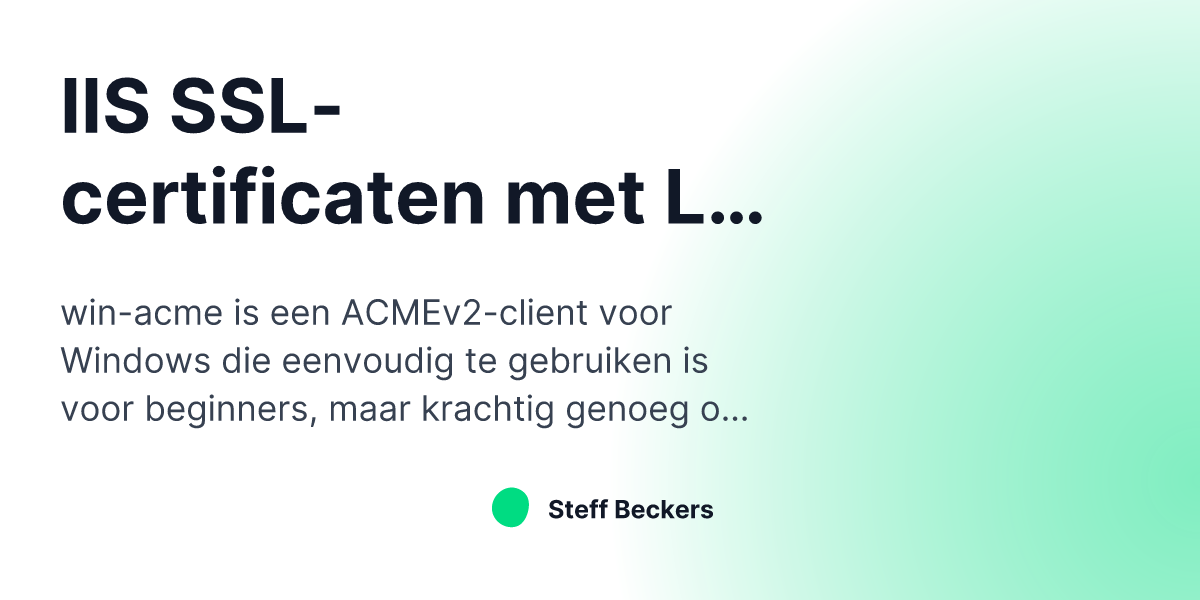 IIS SSL-
certificaten met L...
win-acme is een ACMEv2-client voor
Windows die eenvoudig te gebruiken is
voor beginners, maar krachtig genoeg o...
Steff Beckers